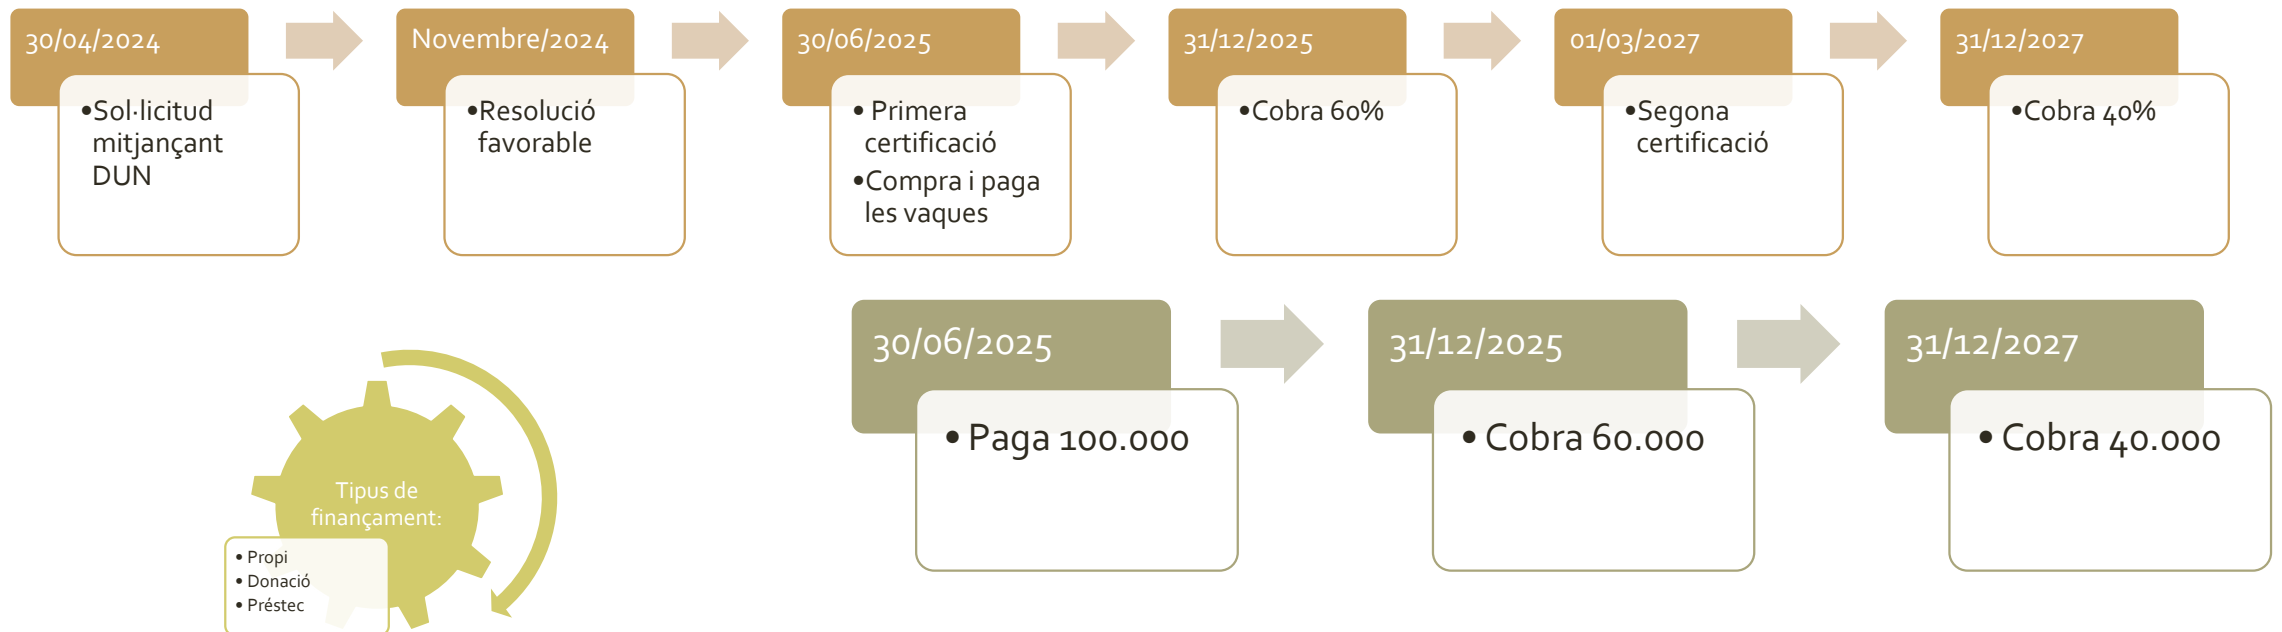 30/04/2024
•Sol·licitud
mitjançant
DUN
Novembre/2024
•Resolució
favorable
30/06/2025
• Primera
certificació
•Compra i paga
les vaques
31/12/2025
•Cobra 60%
01/03/2027
•Segona
certificació
31/12/2027
•Cobra 40%
30/06/2025
• Paga 100.000
31/12/2025
• Cobra 60.000
31/12/2027
• Cobra 40.000
Tipus de
finançament:
• Propi
• Donació
• Préstec